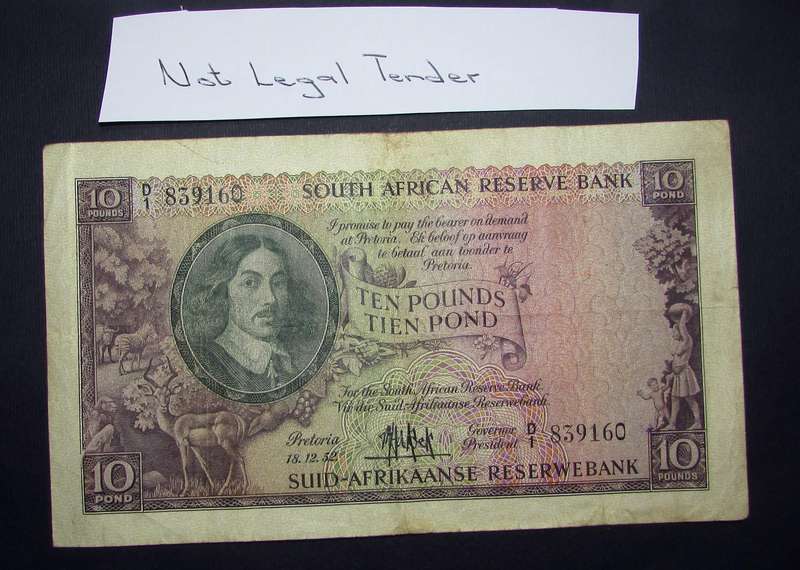 Not Legal Tender
10 POUNDS D/1 839160 SOUTH AFRICAN RESERVE BANK 10 POND
I promise to pay the bearer on demand
at Pretoria. Ek beloof op aanvraag
te betaal aan toonder te
Pretoria.
TEN POUNDS
TIEN POND
For the South African Reserve Bank
Vir die Suid-Afrikaanse Reserwebank
Pretoria Governor D/1 839160
18.12.52 President
10 POND SUID-AFRIKAANSE RESERWEBANK 10 POUNDS